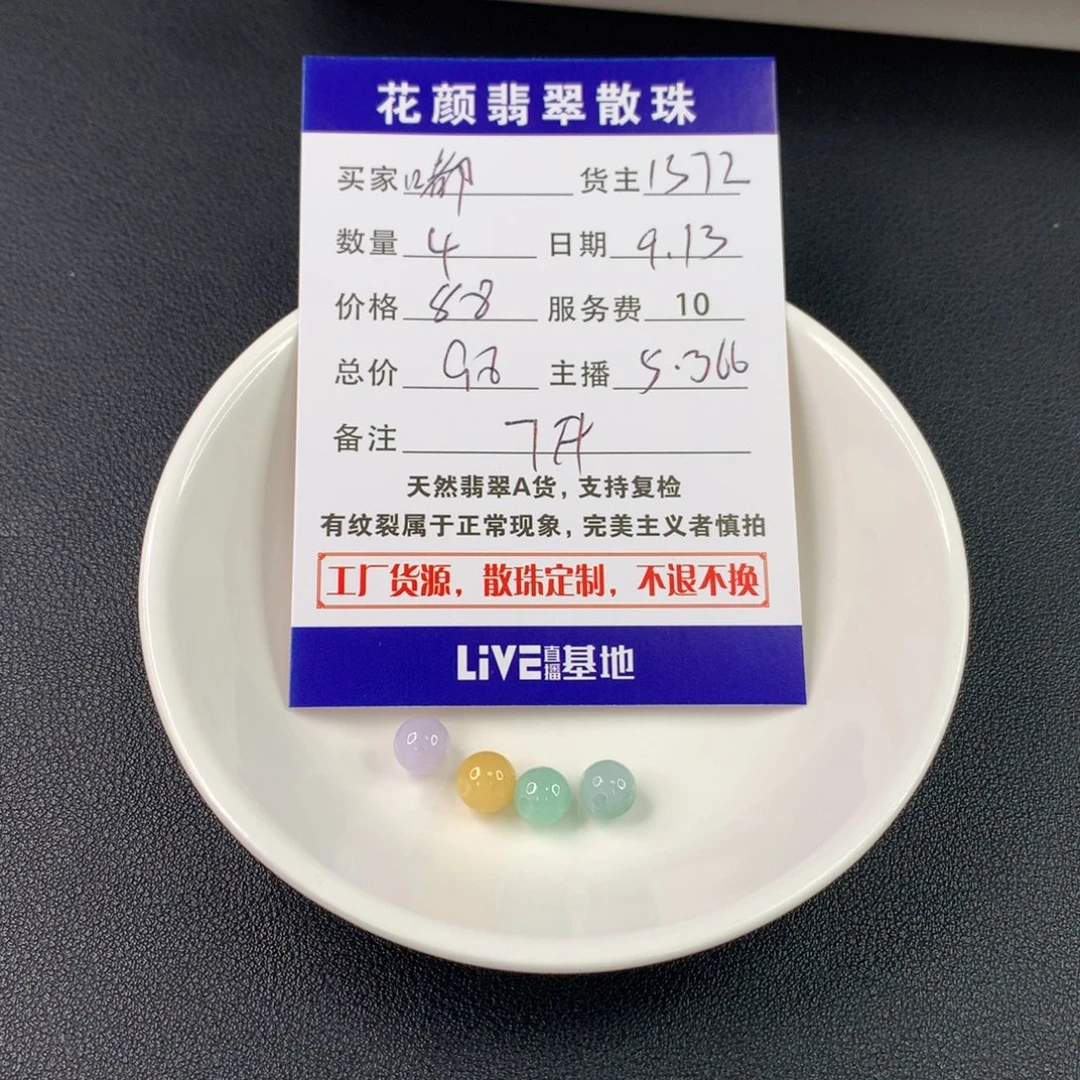 花颜翡翠散珠
买家 嘟 货主 1372
数量 4 日期 9.13
价格 88 服务费 10
总价 98 主播 5.366
备注
天然翡翠A货，支持复检
有纹裂属于正常现象，完美主义者慎拍
工厂货源，散珠定制，不退不换
LiVE直播基地